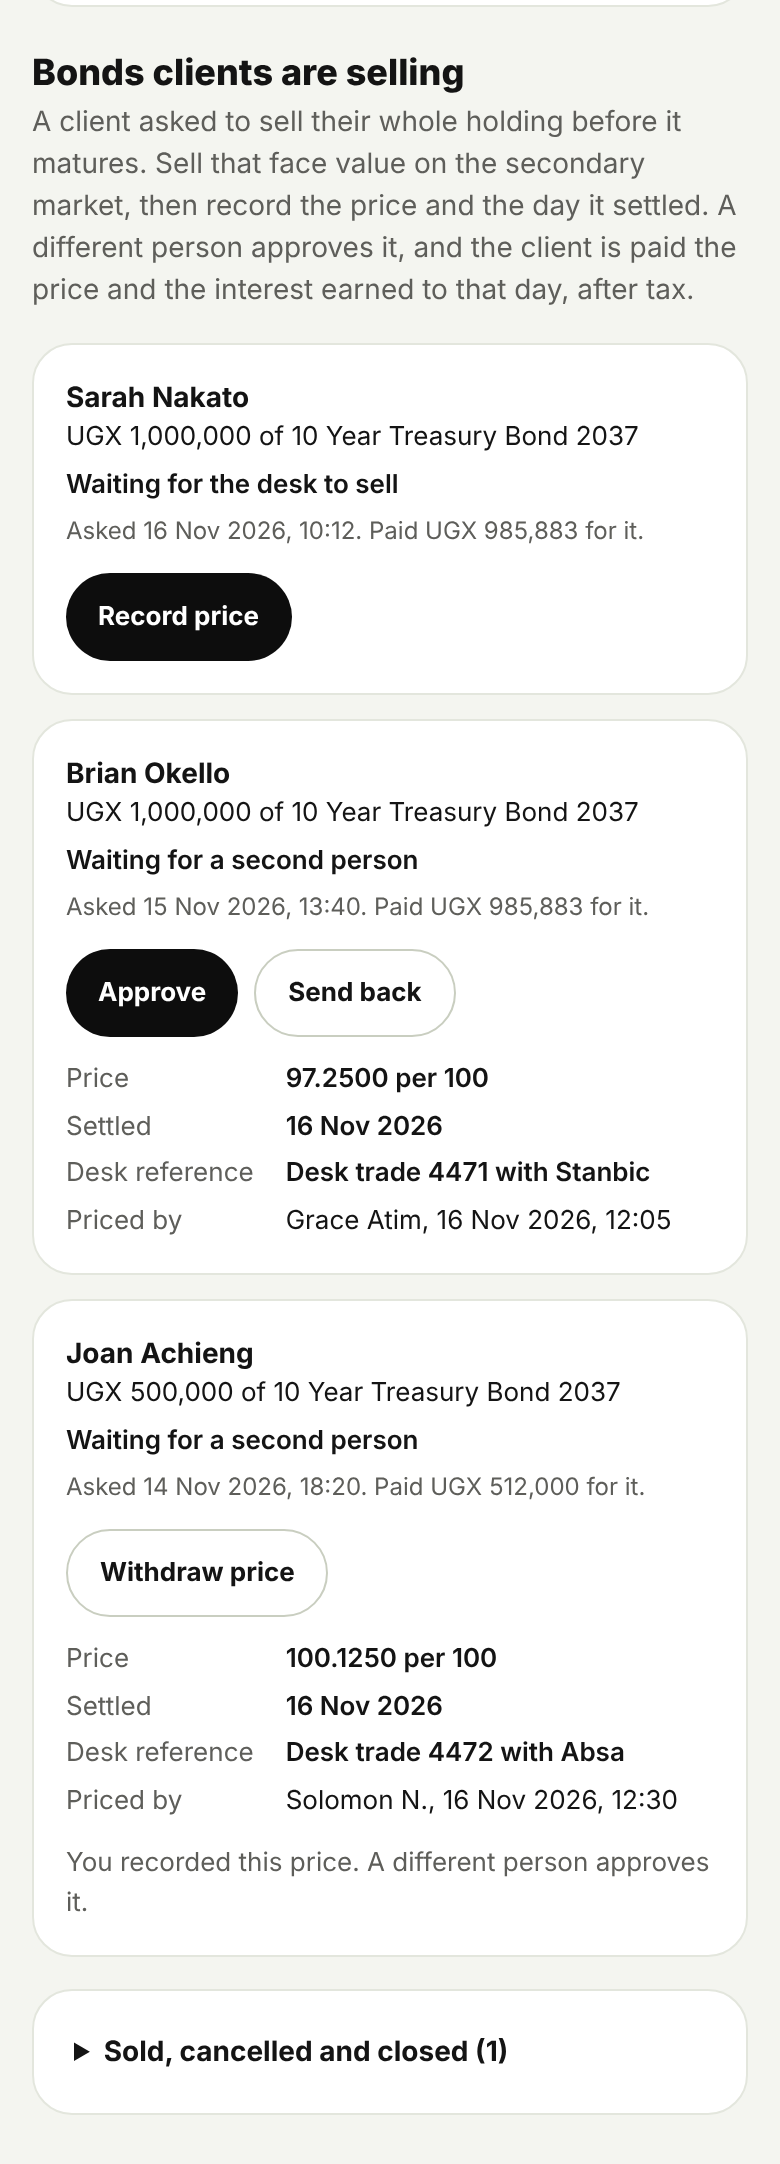 Bonds clients are selling
A client asked to sell their whole holding before it
matures. Sell that face value on the secondary
market, then record the price and the day it settled. A
different person approves it, and the client is paid the
price and the interest earned to that day, after tax.
Sarah Nakato
UGX 1,000,000 of 10 Year Treasury Bond 2037
Waiting for the desk to sell
Asked 16 Nov 2026, 10:12. Paid UGX 985,883 for it.
Record price
Brian Okello
UGX 1,000,000 of 10 Year Treasury Bond 2037
Waiting for a second person
Asked 15 Nov 2026, 13:40. Paid UGX 985,883 for it.
Approve Send back
Price 97.2500 per 100
Settled 16 Nov 2026
Desk reference Desk trade 4471 with Stanbic
Priced by Grace Atim, 16 Nov 2026, 12:05
Joan Achieng
UGX 500,000 of 10 Year Treasury Bond 2037
Waiting for a second person
Asked 14 Nov 2026, 18:20. Paid UGX 512,000 for it.
Withdraw price
Price 100.1250 per 100
Settled 16 Nov 2026
Desk reference Desk trade 4472 with Absa
Priced by Solomon N., 16 Nov 2026, 12:30
You recorded this price. A different person approves
it.
Sold, cancelled and closed (1)